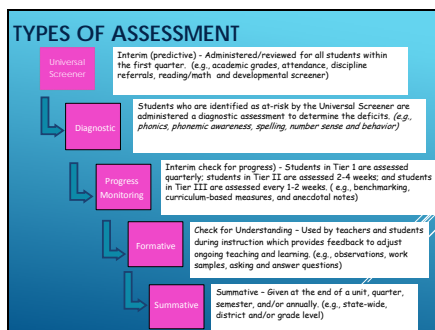 TYPES OF ASSESSMENT
Universal
Screener
Interim (predictive) - Administered/reviewed for all students within
the first quarter. (e.g., academic grades, attendance, discipline
referrals, reading/math and developmental screener)
Diagnostic
Students who are identified as at-risk by the Universal Screener are
administered a diagnostic assessment to determine the deficits. (e.g.,
phonics, phonemic awareness, spelling, number sense and behavior)
Progress
Monitoring
Interim check for progress) - Students in Tier 1 are assessed
quarterly; students in Tier II are assessed 2-4 weeks; and students
in Tier III are assessed every 1-2 weeks. ( e.g., benchmarking,
curriculum-based measures, and anecdotal notes)
Formative
Check for Understanding – Used by teachers and students
during instruction which provides feedback to adjust
ongoing teaching and learning. (e.g., observations, work
samples, asking and answer questions)
Summative
Summative – Given at the end of a unit, quarter,
semester, and/or annually. (e.g., state-wide,
district and/or grade level)